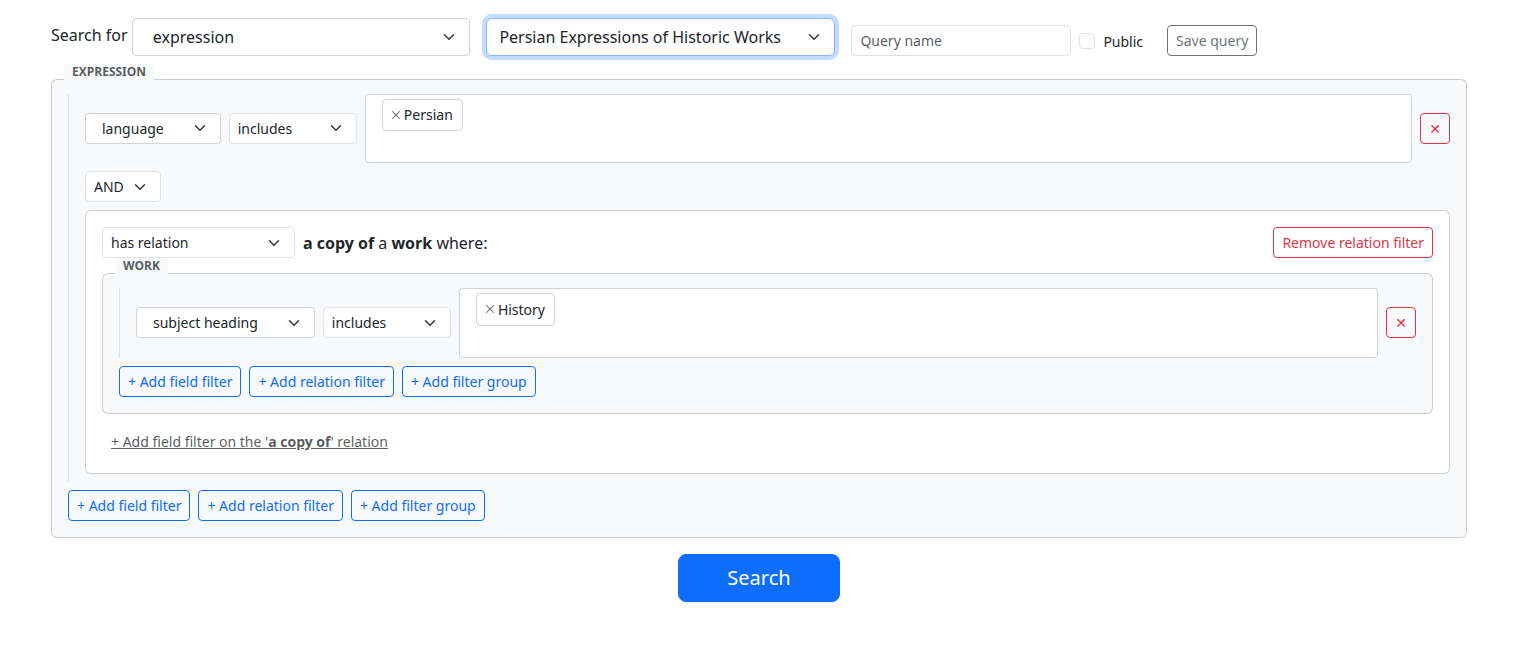 Search for expression Persian Expressions of Historic Works Query name Public Save query
EXPRESSION
language includes × Persian ×
AND
has relation a copy of a work where: Remove relation filter
WORK
subject heading includes × History ×
+ Add field filter + Add relation filter + Add filter group
+ Add field filter on the 'a copy of' relation
+ Add field filter + Add relation filter + Add filter group
Search